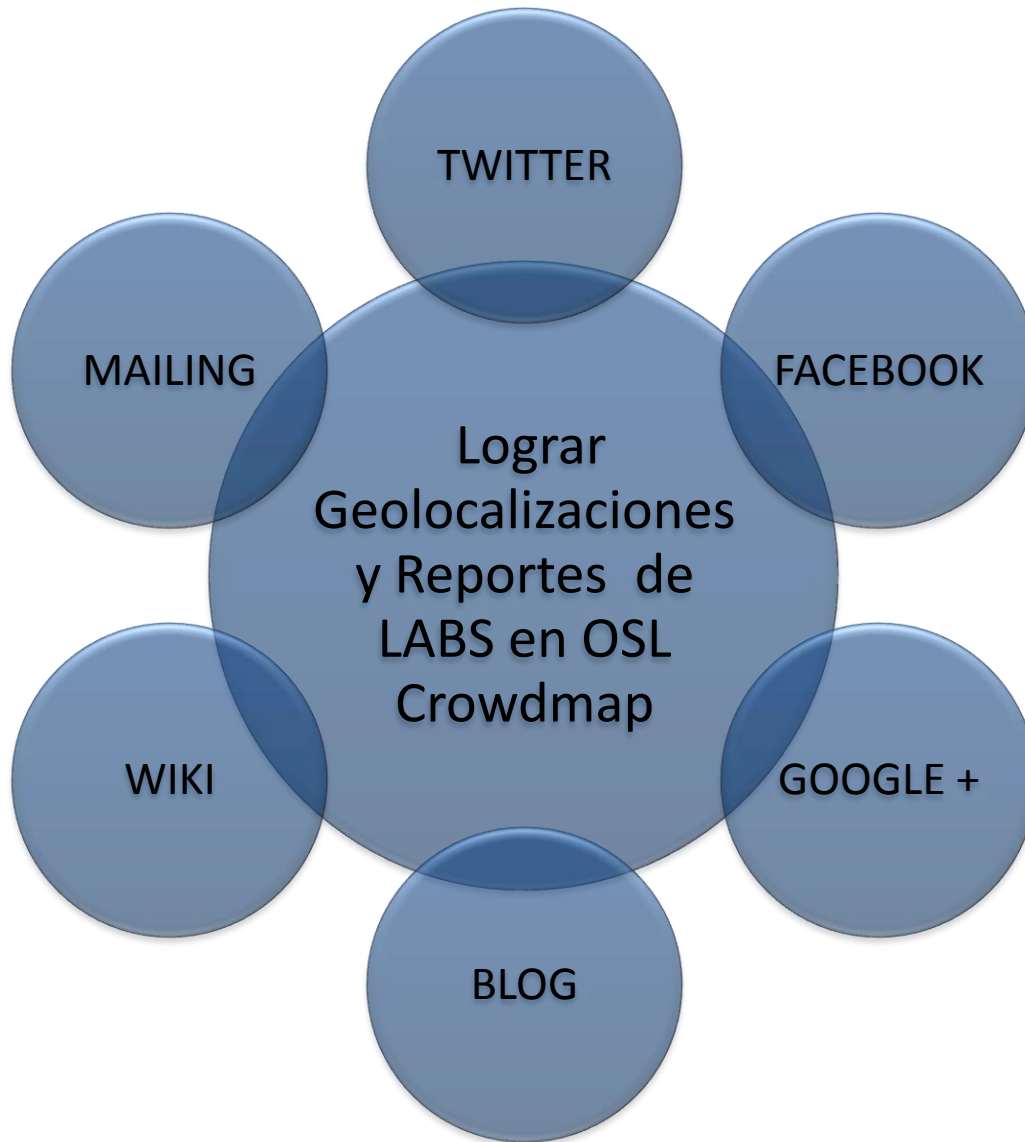 TWITTER
MAILING
FACEBOOK
Lograr
Geolocalizaciones
y Reportes de
LABS en OSL
Crowdmap
WIKI
GOOGLE +
BLOG